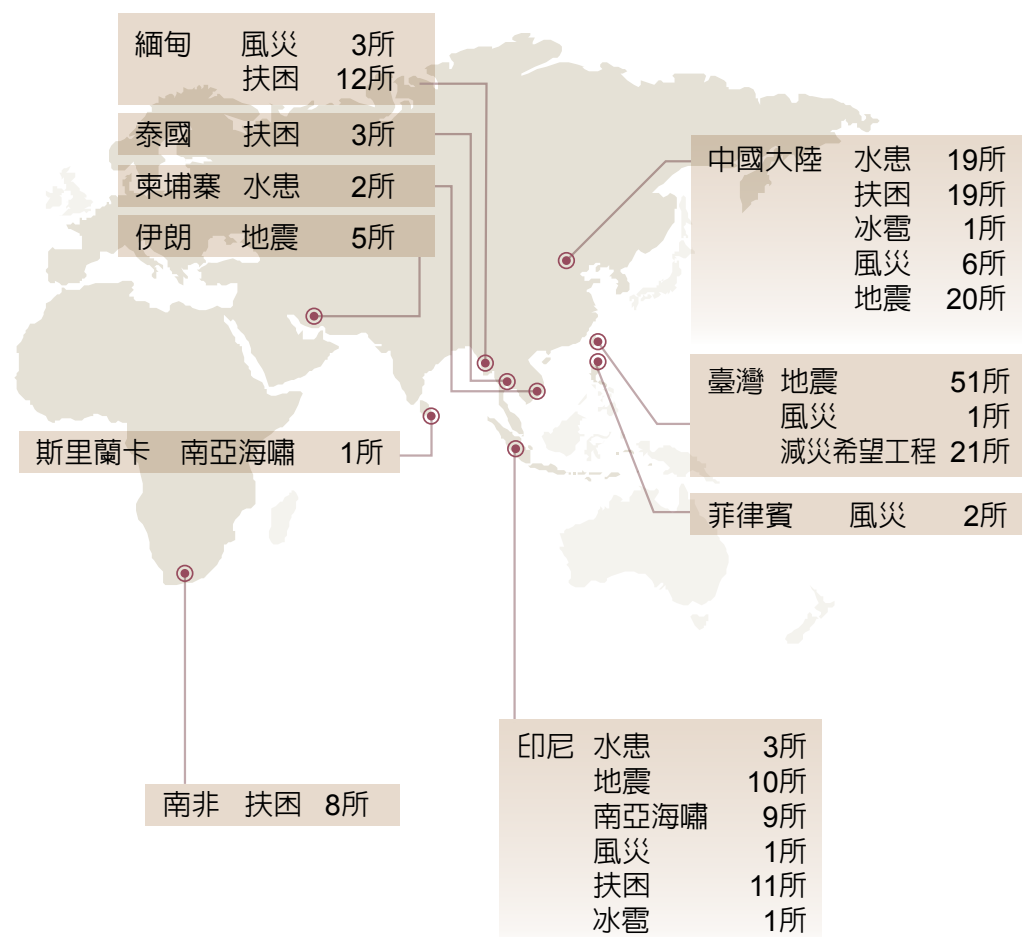 緬甸 風災 3所
扶困 12所
泰國 扶困 3所
柬埔寨 水患 2所
伊朗 地震 5所
中國大陸 水患 19所
扶困 19所
冰雹 1所
風災 6所
地震 20所
臺灣 地震 51所
風災 1所
減災希望工程 21所
斯里蘭卡 南亞海嘯 1所
菲律賓 風災 2所
南非 扶困 8所
印尼 水患 3所
地震 10所
南亞海嘯 9所
風災 1所
扶困 11所
冰雹 1所